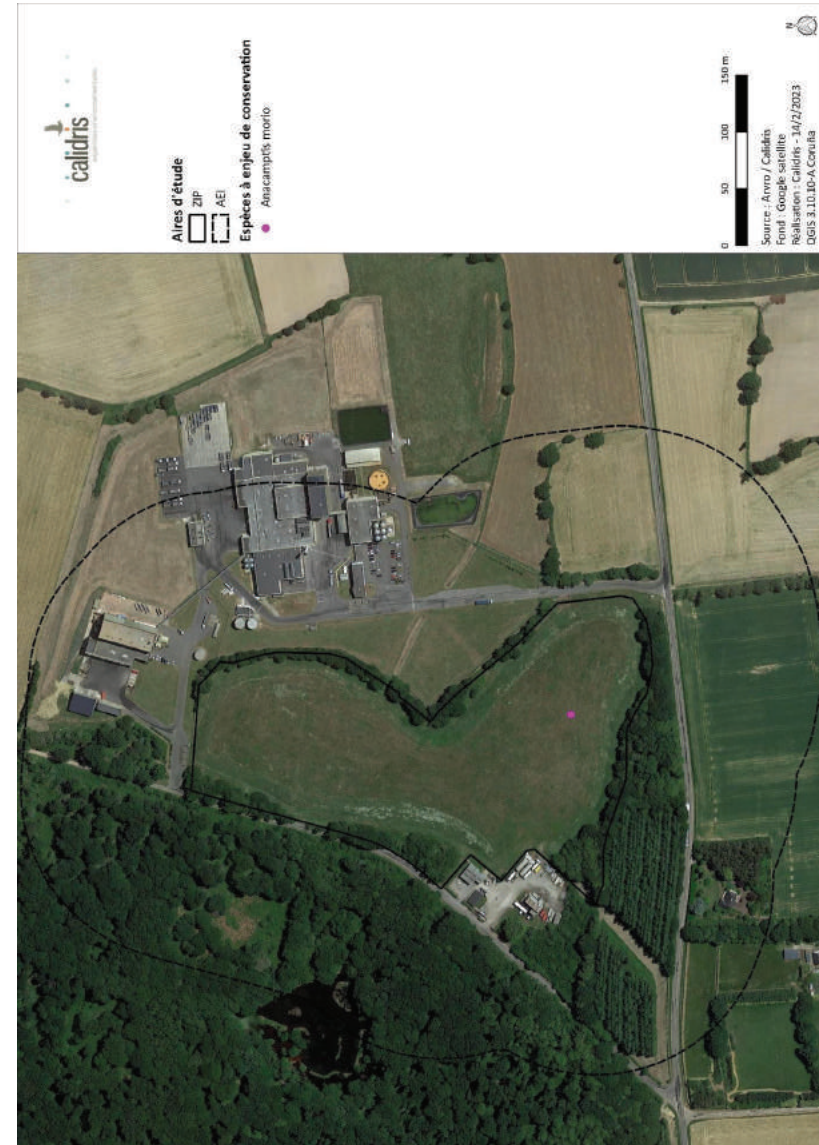 calidris
Aires d'étude
ZIP
AEI
Espèces à enjeu de conservation
Anacamptis morio
0 50 100 150 m
Source : Arvro / Calidris
Fond : Google satellite
Réalisation : Calidris - 14/2/2023
QGIS 3.10.10-A Coruña
N